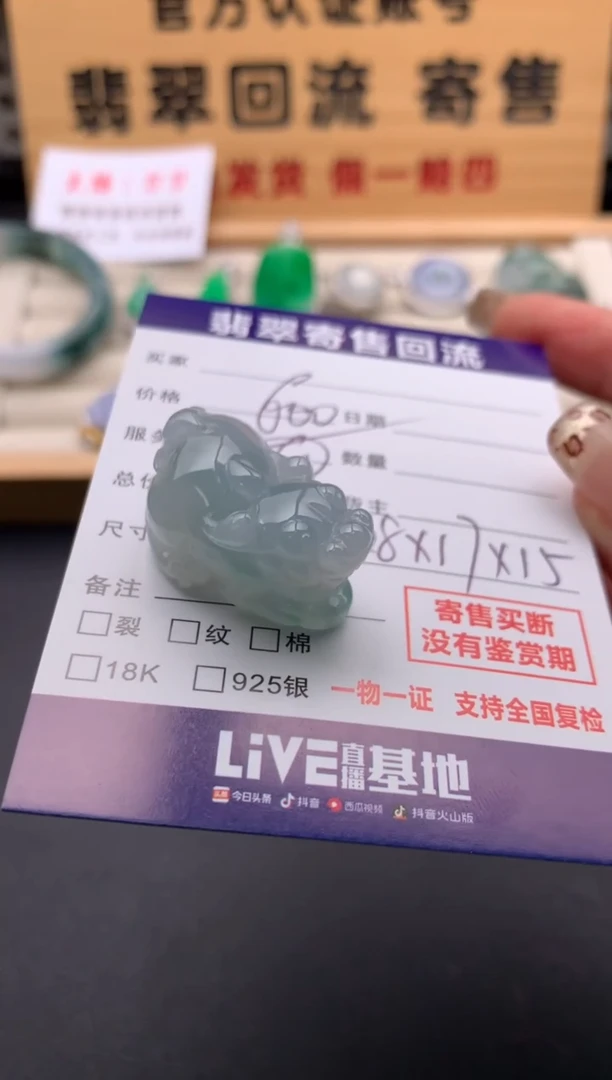 官方认证账号
翡翠回流 寄售
发货 假一赔四
翡翠寄售回流
买家
价格 600 日期
服务 数量
总价 货主
尺寸 8X17X15
备注
裂 纹 棉
18K 925银
寄售买断
没有鉴赏期
一物一证 支持全国复检
LiVE直播基地
今日头条 抖音 西瓜视频 抖音火山版